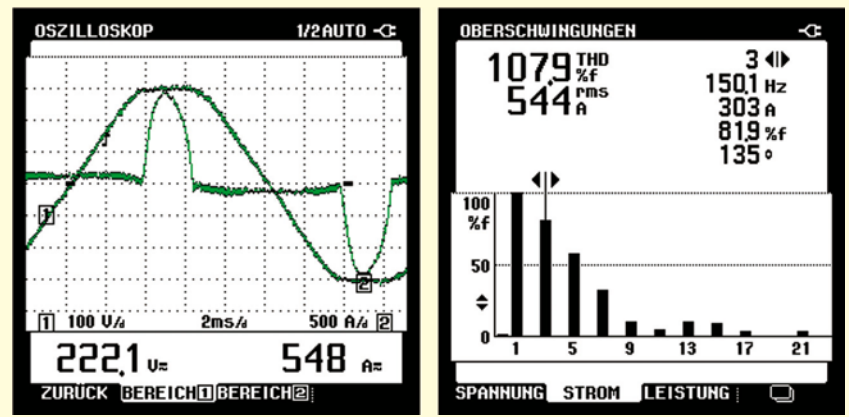 OSZILLOSKOP 1/2AUTO
1
2
1 100 V/d 2ms/d 500 A/d 2
222,1 V≂ 548 A≂
ZURÜCK BEREICH1 BEREICH2
OBERSCHWINGUNGEN
107,9 THD %f
544 rms A
3
150,1 Hz
303 A
81,9 %f
135 °
100
%f
50
0
1 5 9 13 17 21
SPANNUNG STROM LEISTUNG